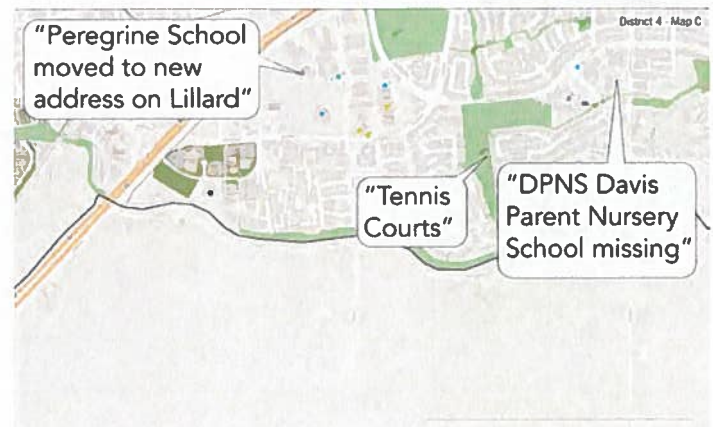 District 4 - Map C
"Peregrine School
moved to new
address on Lillard"
"Tennis
Courts"
"DPNS Davis
Parent Nursery
School missing"